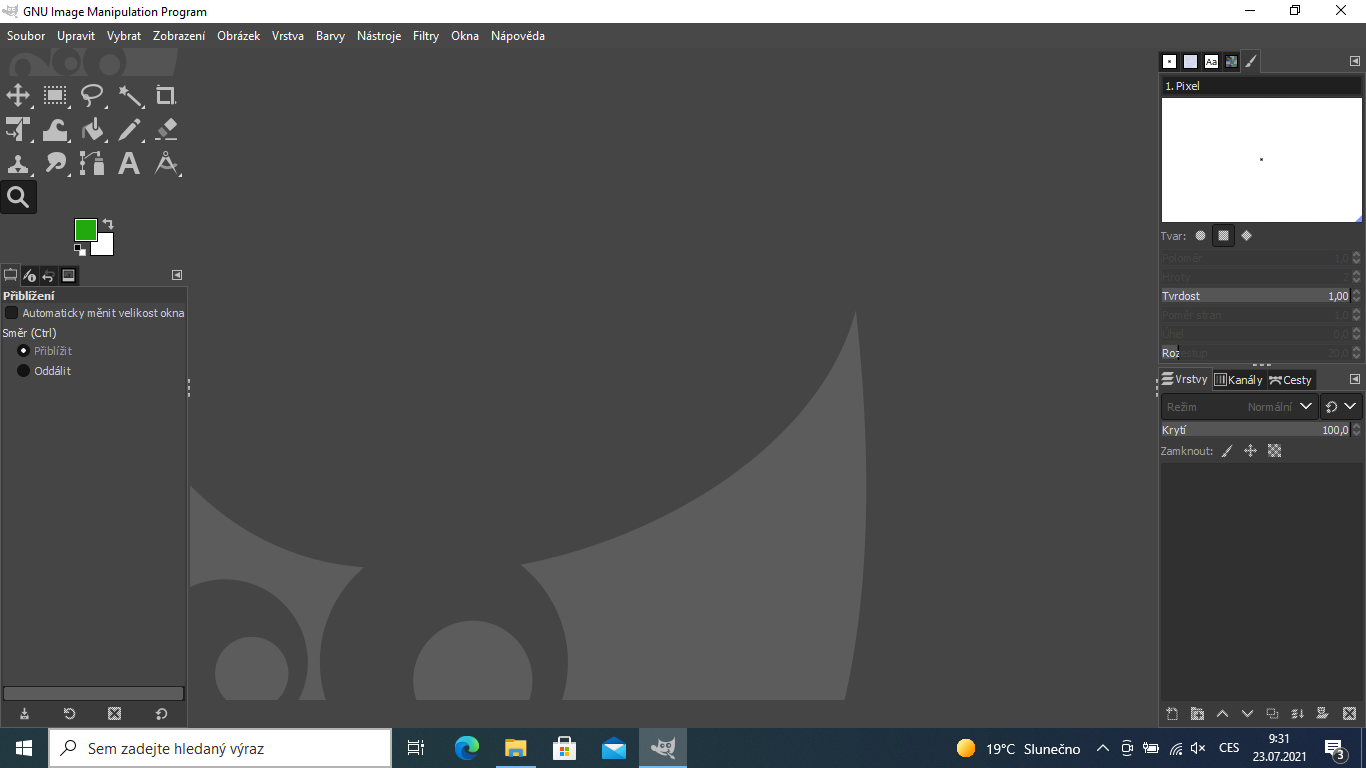 GNU Image Manipulation Program
Soubor Upravit Vybrat Zobrazení Obrázek Vrstva Barvy Nástroje Filtry Okna Nápověda
Přiblížení
Automaticky měnit velikost okna
Směr (Ctrl)
Přiblížit
Oddálit
Aa
1. Pixel
Tvar:
Poloměr 1,0
Hroty 2
Tvrdost 1,00
Poměr stran 1,0
Úhel 0,0
Rozestup 20,0
Vrstvy Kanály Cesty
Režim Normální
Krytí 100,0
Zamknout:
Sem zadejte hledaný výraz
19°C Slunečno
CES
9:31
23.07.2021
3